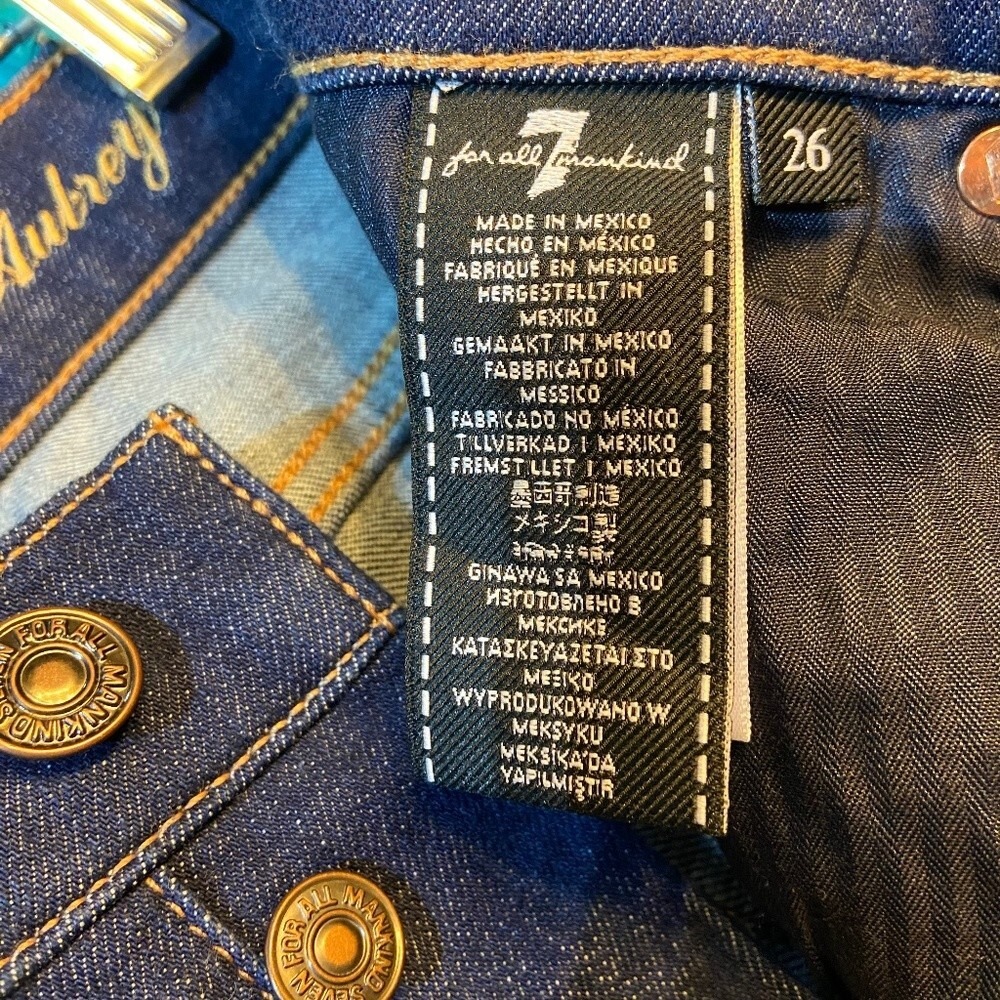 Aubrey
7
for all mankind
26
MADE IN MEXICO
HECHO EN MÉXICO
FABRIQUÉ EN MEXIQUE
HERGESTELLT IN
MEXIKO
GEMAAKT IN MEXICO
FABBRICATO IN
MESSICO
FABRICADO NO MÉXICO
TILLVERKAD I MEXIKO
FREMSTILLET I MEXICO
墨西哥制造
メキシコ製
GINAWA SA MEXICO
ИЗГОТОВЛЕНО В
МЕКСИКЕ
ΚΑΤΑΣΚΕΥΑΖΕΤΑΙ ΣΤΟ
ΜΕΞΙΚΟ
WYPRODUKOWANO W
MEKSYKU
MEKSİKA'DA
YAPILMIŞTIR
FOR ALL MANKIND SEVEN
FOR ALL MANKIND SEVEN